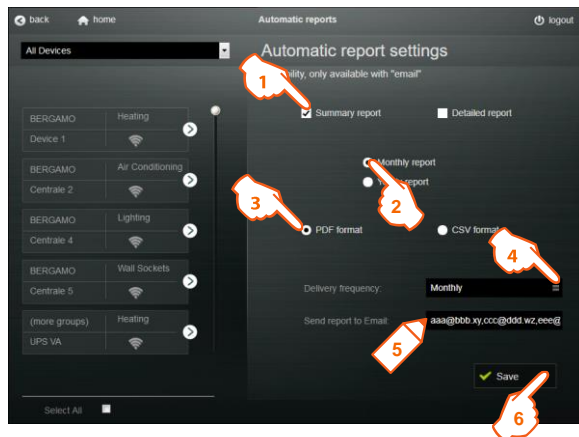 back
home
Automatic reports
logout
All Devices
Automatic report settings
only available with "email"
1
Summary report
Detailed report
BERGAMO
Heating
Device 1
BERGAMO
Air Conditioning
Centrale 2
Monthly report
report
2
BERGAMO
Lighting
Centrale 4
3
PDF format
CSV format
4
BERGAMO
Wall Sockets
Centrale 5
Delivery frequency:
Monthly
(more groups)
Heating
UPS VA
Send report to Email:
aaa@bbb.xy,ccc@ddd.wz,eee@
5
Save
6
Select All